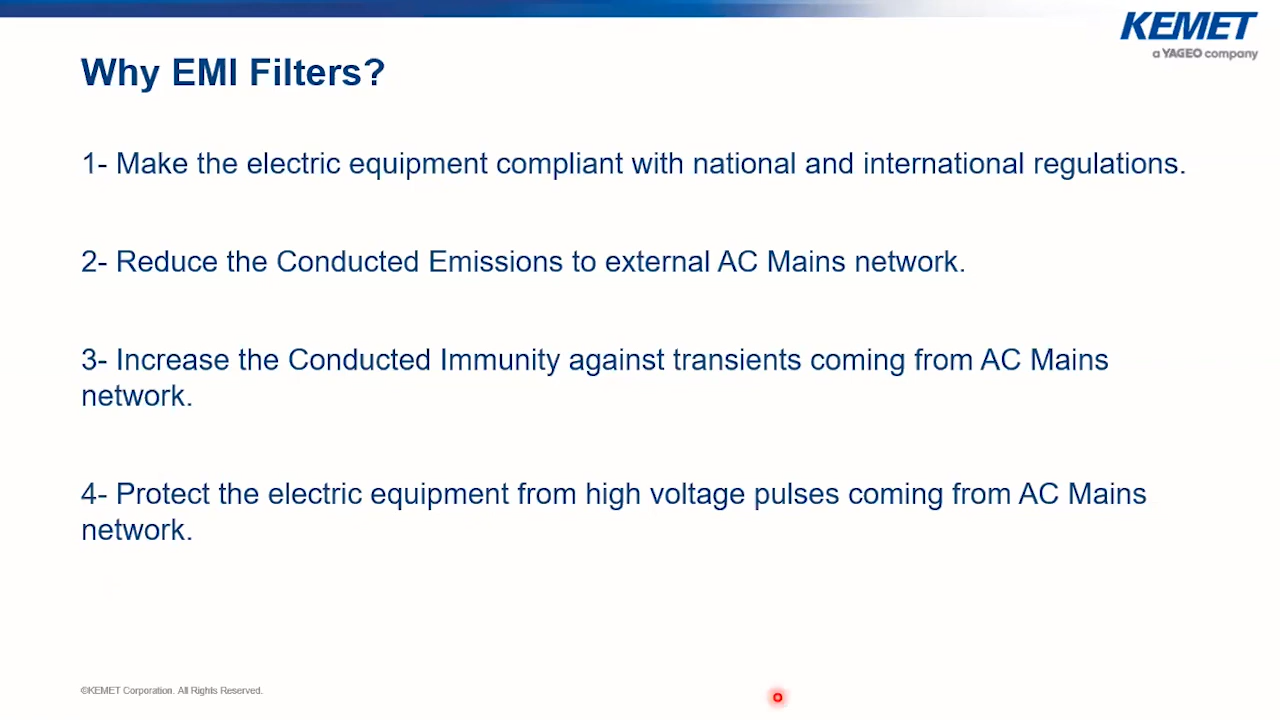 KEMET
a YAGEO company
Why EMI Filters?
1- Make the electric equipment compliant with national and international regulations.
2- Reduce the Conducted Emissions to external AC Mains network.
3- Increase the Conducted Immunity against transients coming from AC Mains
network.
4- Protect the electric equipment from high voltage pulses coming from AC Mains
network.
©KEMET Corporation. All Rights Reserved.